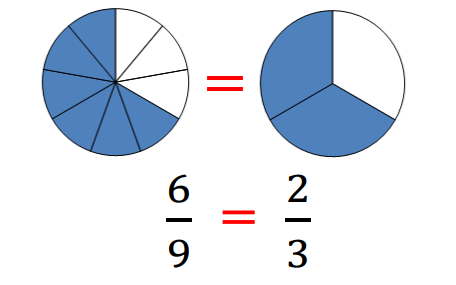 =
6/9 = 2/3